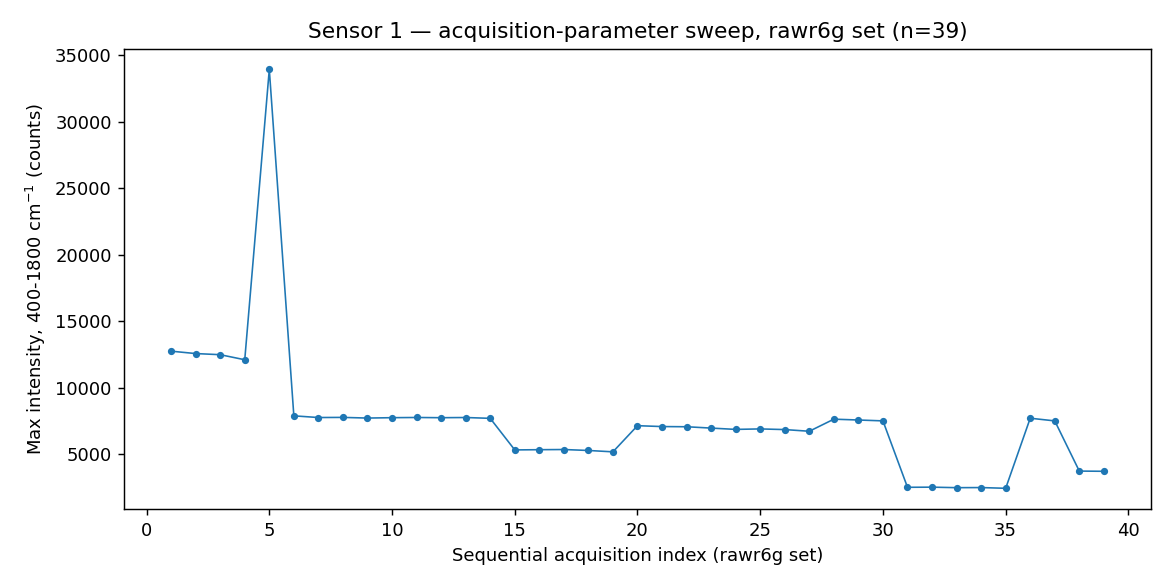 Sensor 1 — acquisition-parameter sweep, rawr6g set (n=39)
Max intensity, 400-1800 cm⁻¹ (counts)
35000
30000
25000
20000
15000
10000
5000
0 5 10 15 20 25 30 35 40
Sequential acquisition index (rawr6g set)